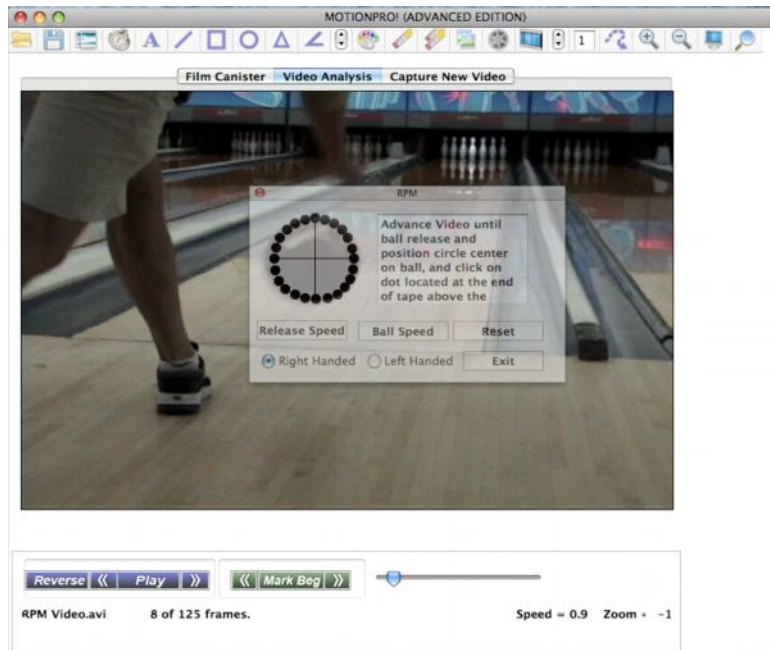 MOTIONPRO! (ADVANCED EDITION)
A
1
Film Canister Video Analysis Capture New Video
RPM
Advance Video until
ball release and
position circle center
on ball, and click on
dot located at the end
of tape above the
Release Speed Ball Speed Reset
Right Handed Left Handed Exit
Reverse Play Mark Beg
RPM Video.avi 8 of 125 frames. Speed = 0.9 Zoom = -1